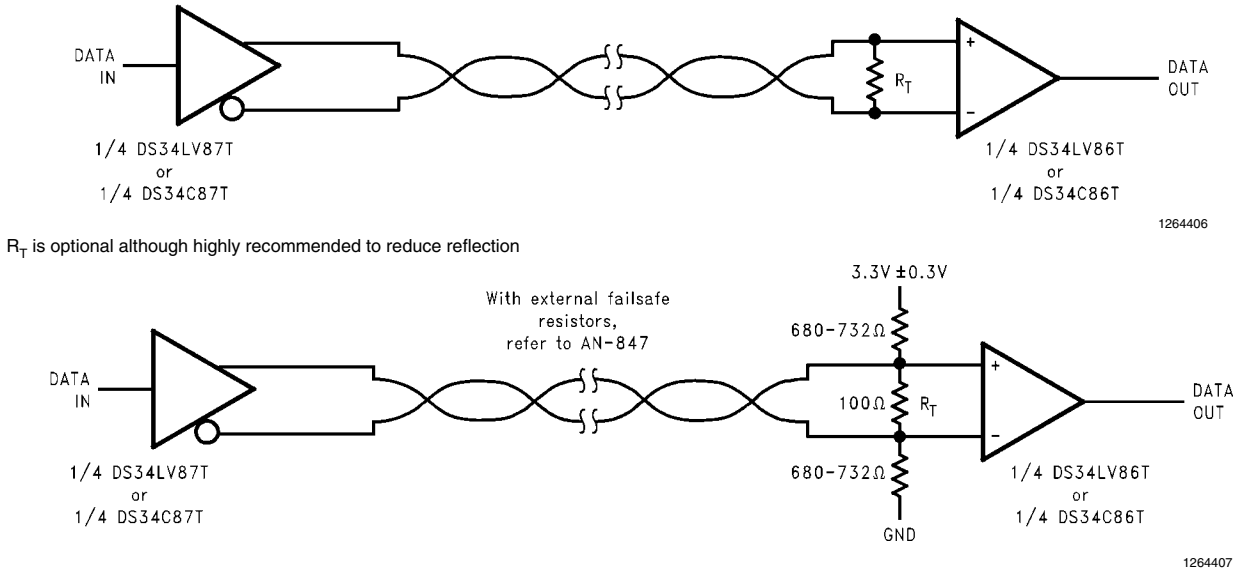 DATA
IN
1/4 DS34LV87T
or
1/4 DS34C87T
+
RT
−
DATA
OUT
1/4 DS34LV86T
or
1/4 DS34C86T
1264406
RT is optional although highly recommended to reduce reflection
With external failsafe
resistors,
refer to AN-847
3.3V ±0.3V
680-732Ω
DATA
IN
1/4 DS34LV87T
or
1/4 DS34C87T
+
100Ω RT
−
680-732Ω
GND
DATA
OUT
1/4 DS34LV86T
or
1/4 DS34C86T
1264407